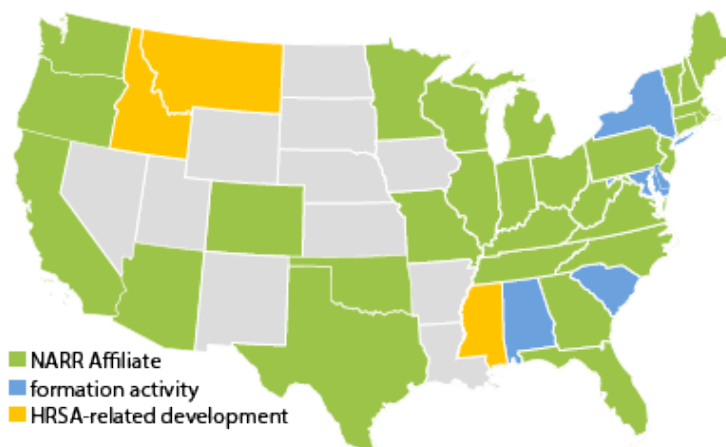 NARR Affiliate
formation activity
HRSA-related development